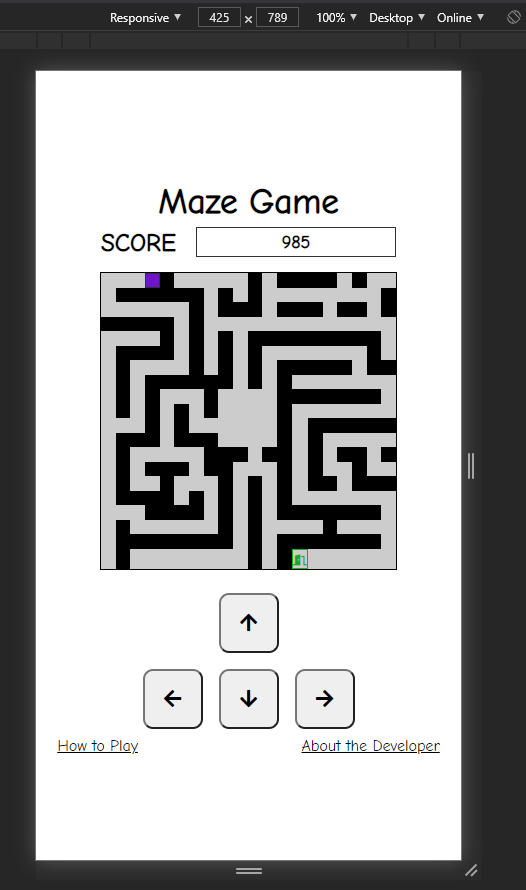 Responsive ▼ 425 × 789 100% ▼ Desktop ▼ Online ▼
Maze Game
SCORE 985
↑
← ↓ →
How to Play About the Developer